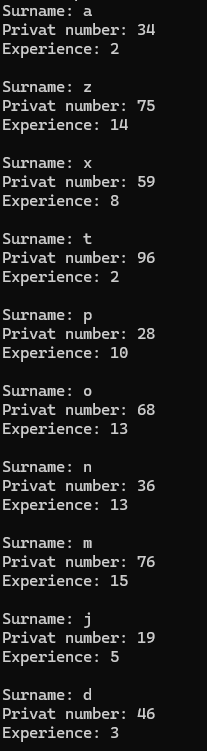 Surname: a
Privat number: 34
Experience: 2
Surname: z
Privat number: 75
Experience: 14
Surname: x
Privat number: 59
Experience: 8
Surname: t
Privat number: 96
Experience: 2
Surname: p
Privat number: 28
Experience: 10
Surname: o
Privat number: 68
Experience: 13
Surname: n
Privat number: 36
Experience: 13
Surname: m
Privat number: 76
Experience: 15
Surname: j
Privat number: 19
Experience: 5
Surname: d
Privat number: 46
Experience: 3